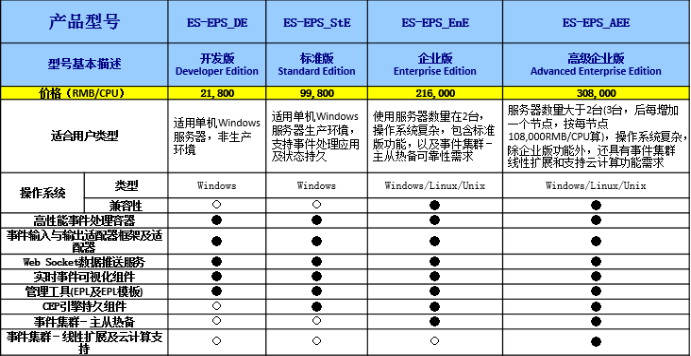 产品型号 ES-EPS_DE ES-EPS_StE ES-EPS_EnE ES-EPS_AEE
型号基本描述 开发版 标准版 企业版 高级企业版
Developer Edition Standard Edition Enterprise Edition Advanced Enterprise Edition
价格（RMB/CPU） 21,800 99,800 216,000 308,000
适合用户类型
适用单机Windows
服务器，非生产
环境
适用单机Windows
服务器生产环境，
支持事件处理应用
及状态持久
使用服务器数量在2台，
操作系统复杂，包含标准
版功能，以及事件集群-
主从热备可靠性需求
服务器数量大于2台(3台，后每增加
一个节点，按每节点
108,000RMB/CPU算)，操作系统复杂，
除企业版功能外，还具有事件集群
线性扩展和支持云计算功能需求
操作系统 类型 Windows Windows Windows/Linux/Unix Windows/Linux/Unix
兼容性 ○ ○ ● ●
高性能事件处理容器 ● ● ● ●
事件输入与输出适配器框架及适
配器 ● ● ● ●
Web Socket数据推送服务 ● ● ● ●
实时事件可视化组件 ● ● ● ●
管理工具(EPL及EPL模板) ● ● ● ●
CEP引擎持久组件 ○ ● ● ●
事件集群-主从热备 ○ ○ ● ●
事件集群-线性扩展及云计算支
持 ○ ○ ○ ●